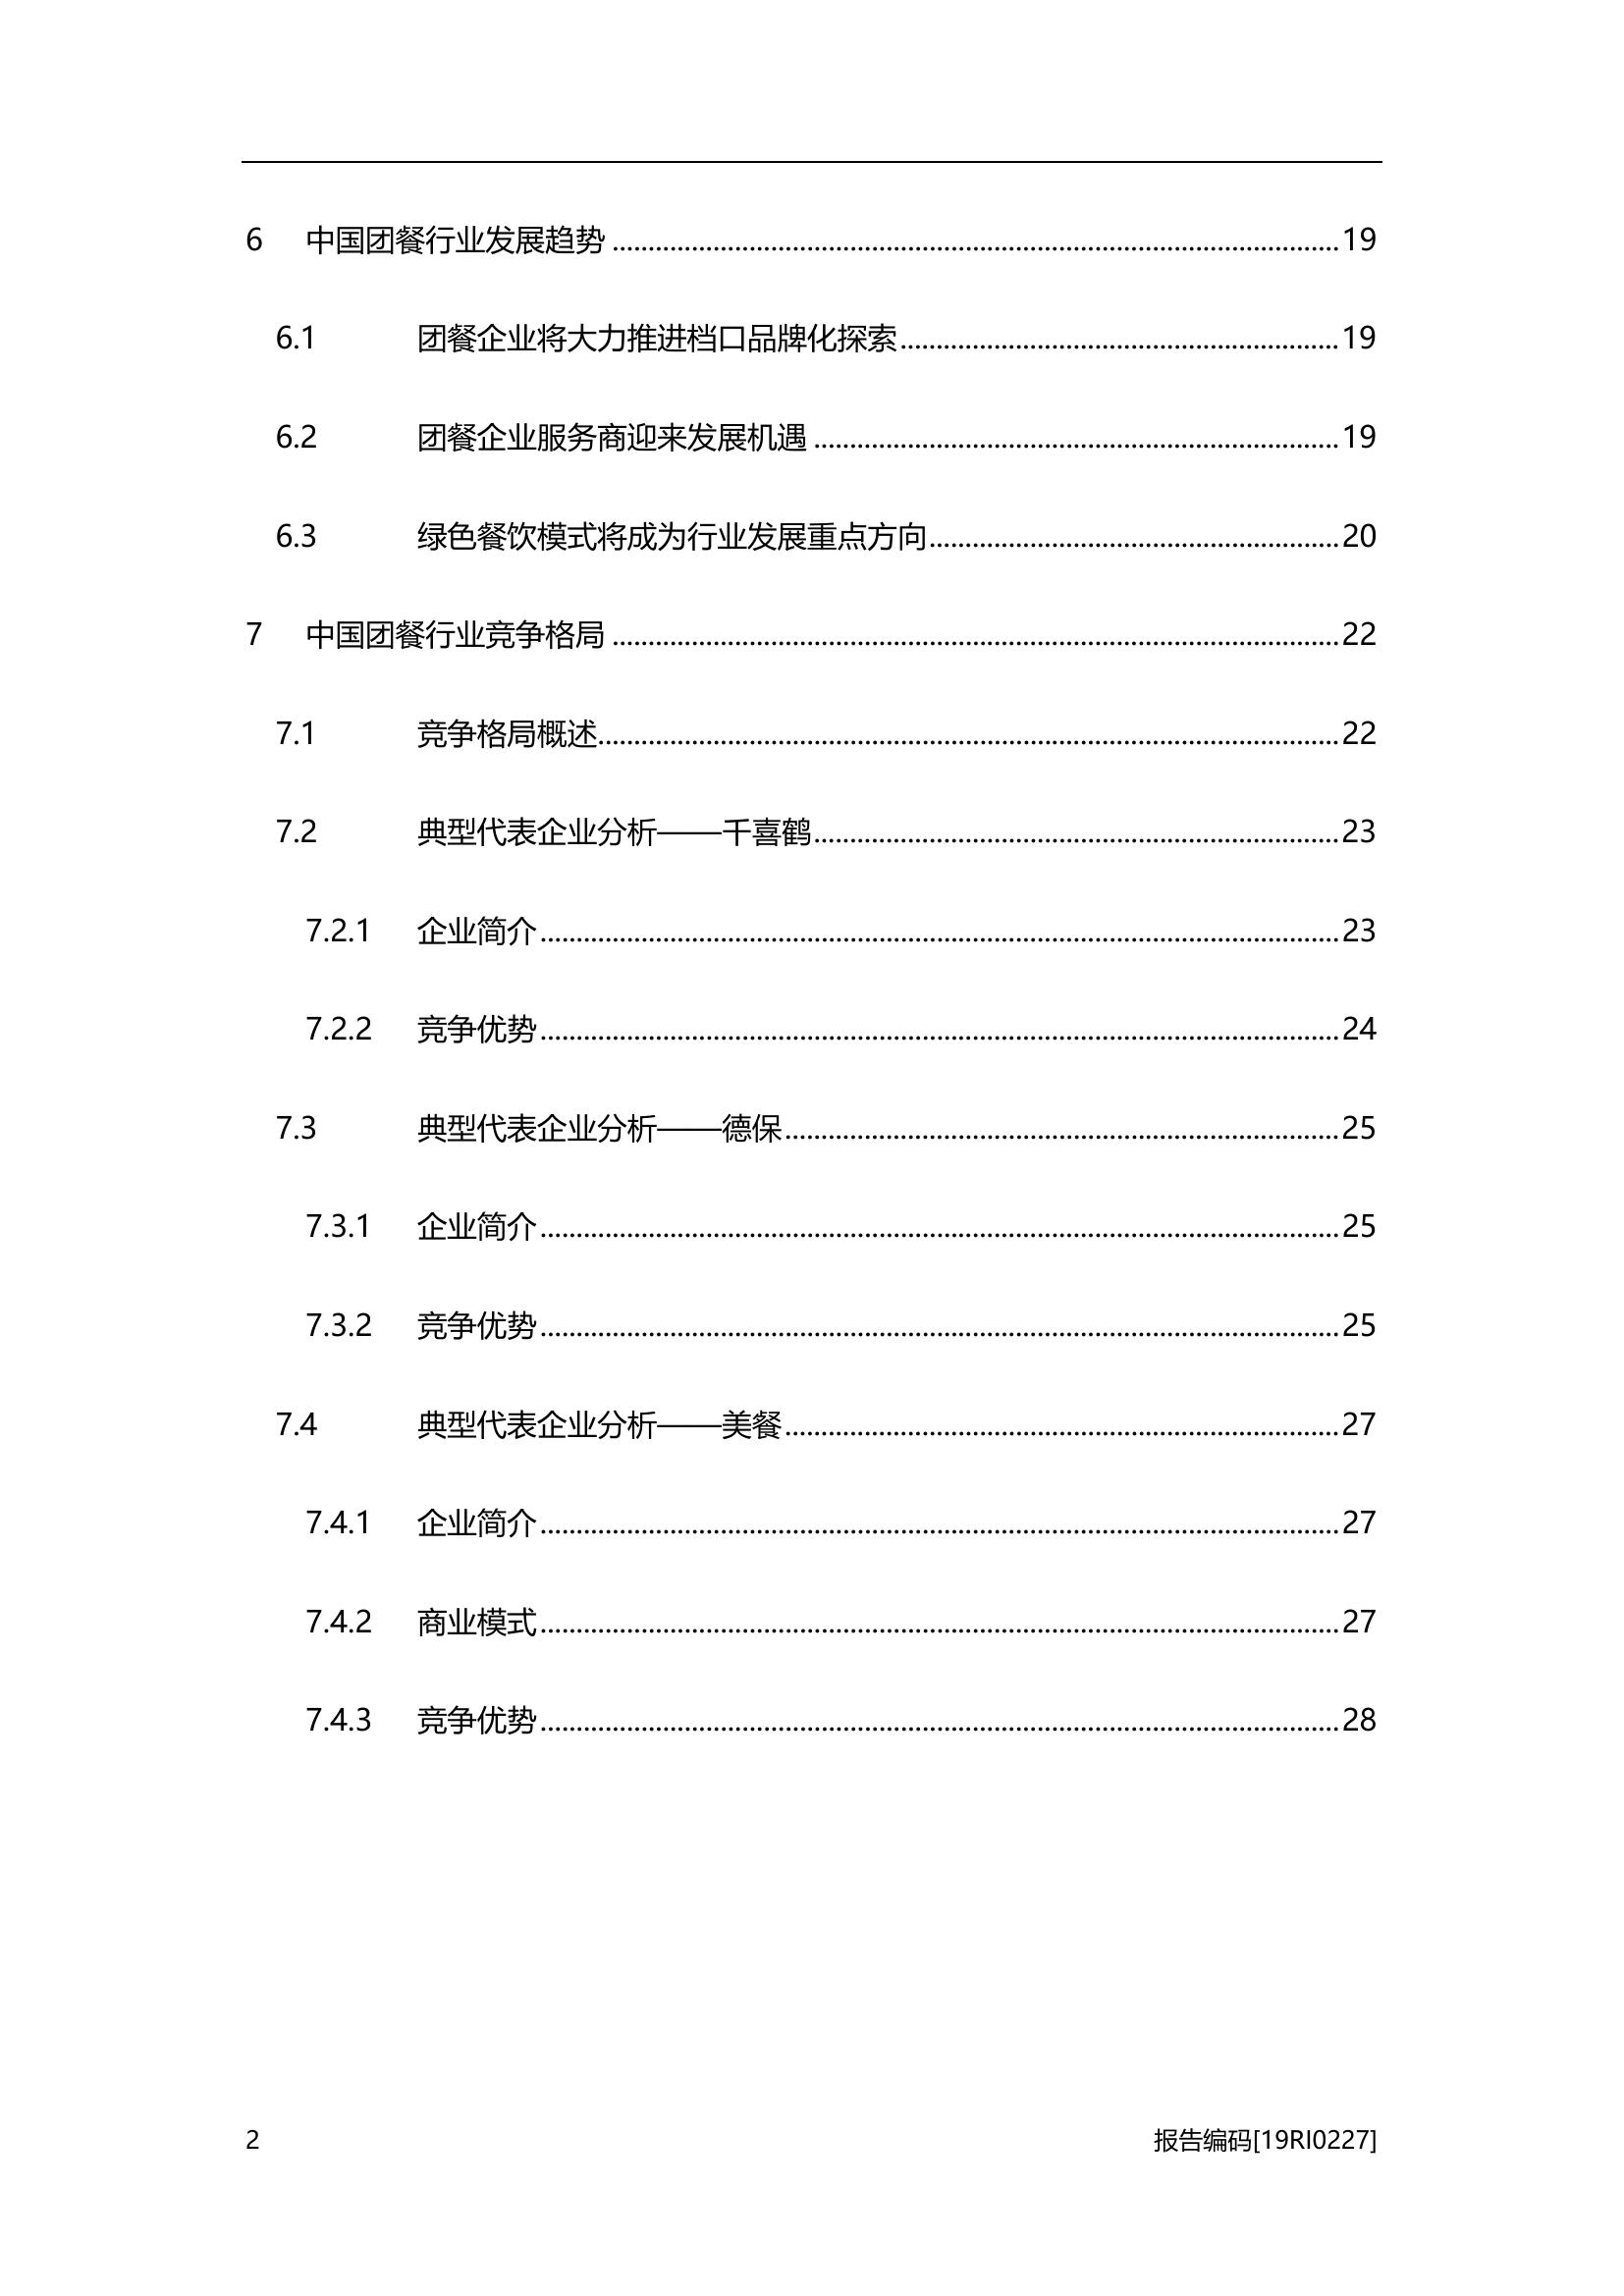 6 中国团餐行业发展趋势 ........ 19
6.1 团餐企业将大力推进档口品牌化探索 ........ 19
6.2 团餐企业服务商迎来发展机遇 ........ 19
6.3 绿色餐饮模式将成为行业发展重点方向 ........ 20
7 中国团餐行业竞争格局 ........ 22
7.1 竞争格局概述 ........ 22
7.2 典型代表企业分析——千喜鹤 ........ 23
7.2.1 企业简介 ........ 23
7.2.2 竞争优势 ........ 24
7.3 典型代表企业分析——德保 ........ 25
7.3.1 企业简介 ........ 25
7.3.2 竞争优势 ........ 25
7.4 典型代表企业分析——美餐 ........ 27
7.4.1 企业简介 ........ 27
7.4.2 商业模式 ........ 27
7.4.3 竞争优势 ........ 28
2 报告编码[19RI0227]